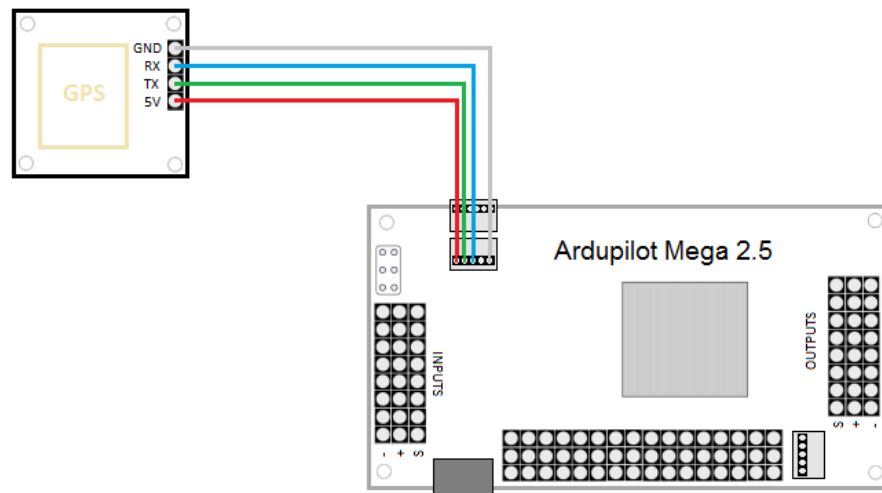 GND
RX
GPS
TX
5V
Ardupilot Mega 2.5
INPUTS
OUTPUTS
S + -
- + S